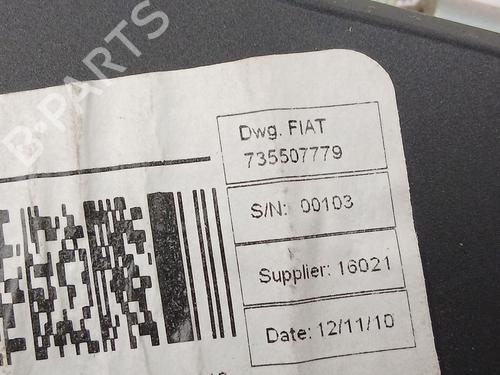 B-PARTS
Dwg. FIAT
735507779
S/N: 00103
Supplier: 16021
Date: 12/11/10